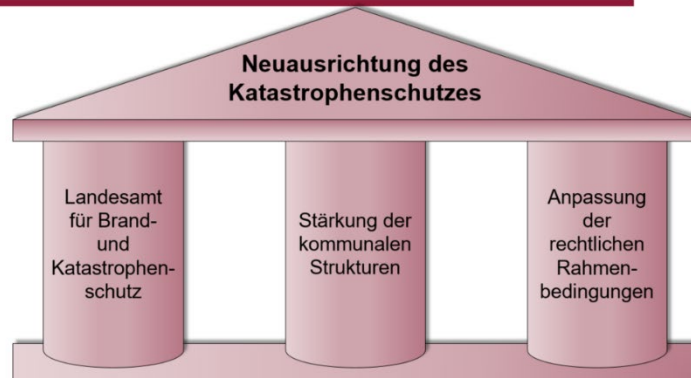 Neuausrichtung des
Katastrophenschutzes
Landesamt
für Brand-
und
Katastrophen-
schutz
Stärkung der
kommunalen
Strukturen
Anpassung
der
rechtlichen
Rahmen-
bedingungen